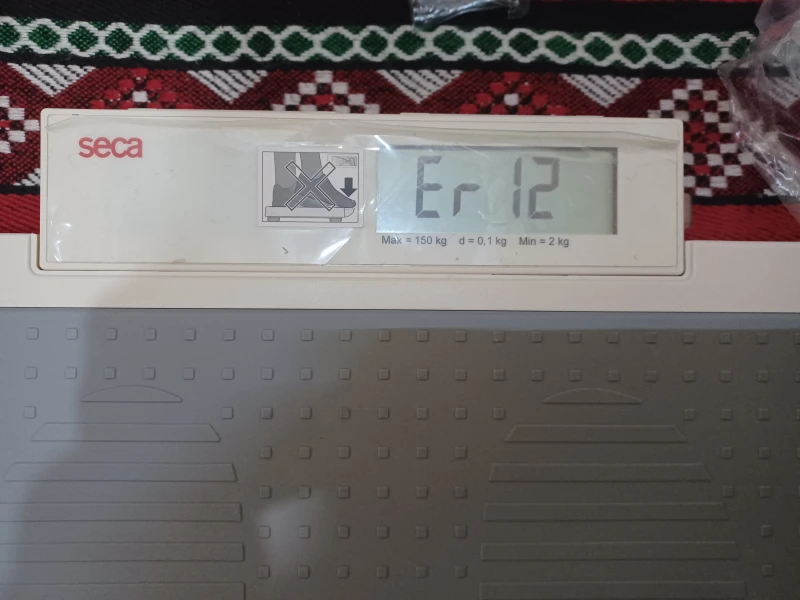 seca
Er 12
Max = 150 kg d = 0,1 kg Min = 2 kg